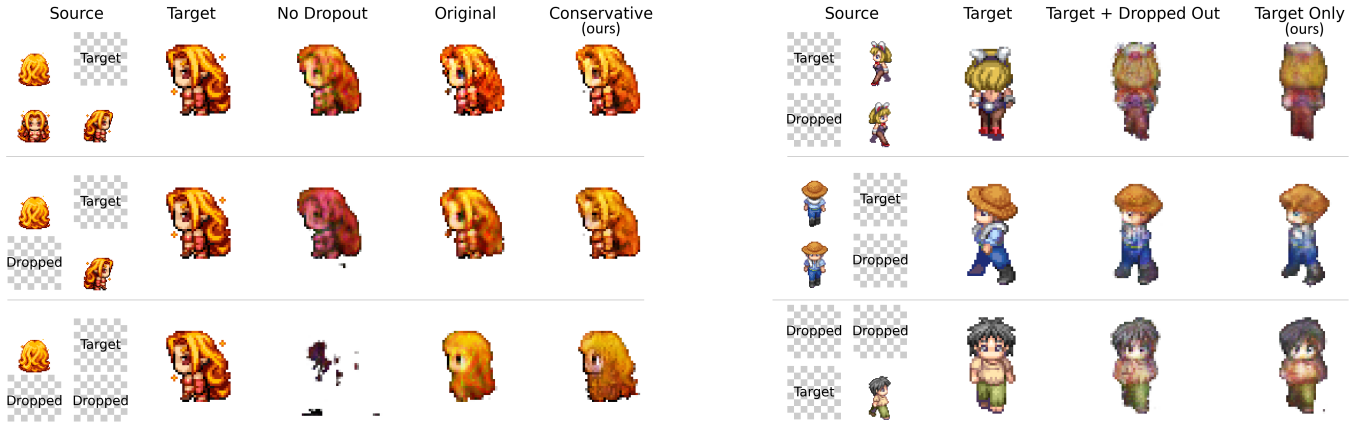 Source Target No Dropout Original Conservative
(ours)
Target
Target
Dropped
Target
Dropped Dropped
Source Target Target + Dropped Out Target Only
(ours)
Target
Dropped
Target
Dropped
Dropped Dropped
Target